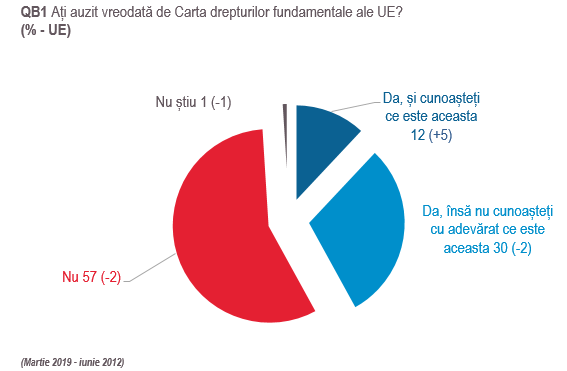 QB1 Ați auzit vreodată de Carta drepturilor fundamentale ale UE?
(% - UE)
Nu știu 1 (-1)
Da, și cunoașteți
ce este aceasta
12 (+5)
Da, însă nu cunoașteți
cu adevărat ce este
aceasta 30 (-2)
Nu 57 (-2)
(Martie 2019 - iunie 2012)